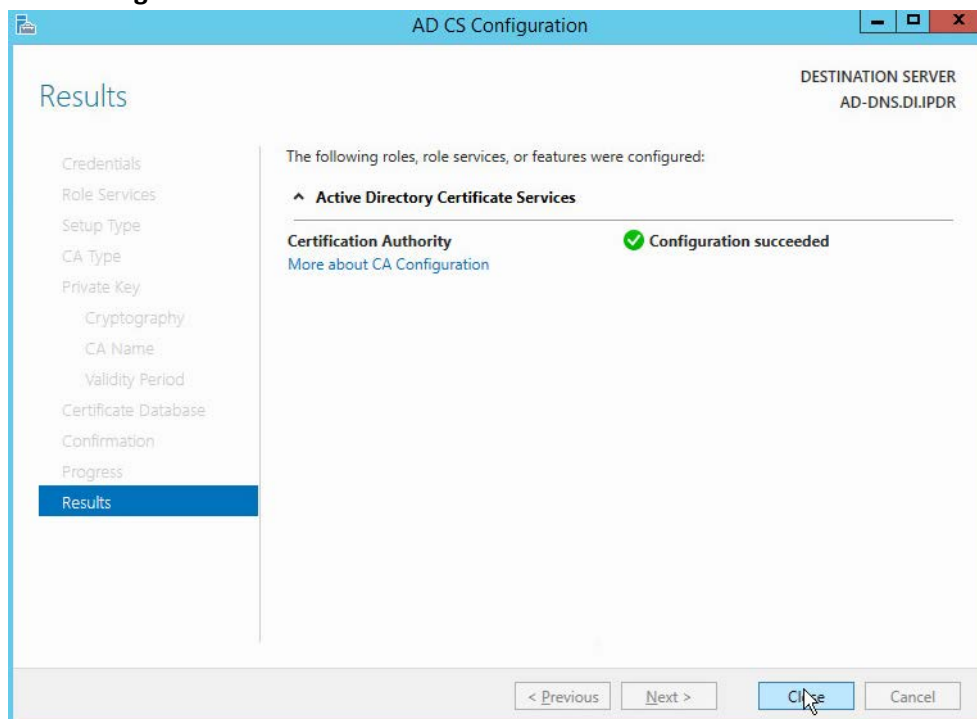 AD CS Configuration
DESTINATION SERVER
AD-DNS.DI.IPDR
Results
Credentials
Role Services
Setup Type
CA Type
Private Key
Cryptography
CA Name
Validity Period
Certificate Database
Confirmation
Progress
Results
The following roles, role services, or features were configured:
Active Directory Certificate Services
Certification Authority
Configuration succeeded
More about CA Configuration
< Previous
Next >
Close
Cancel